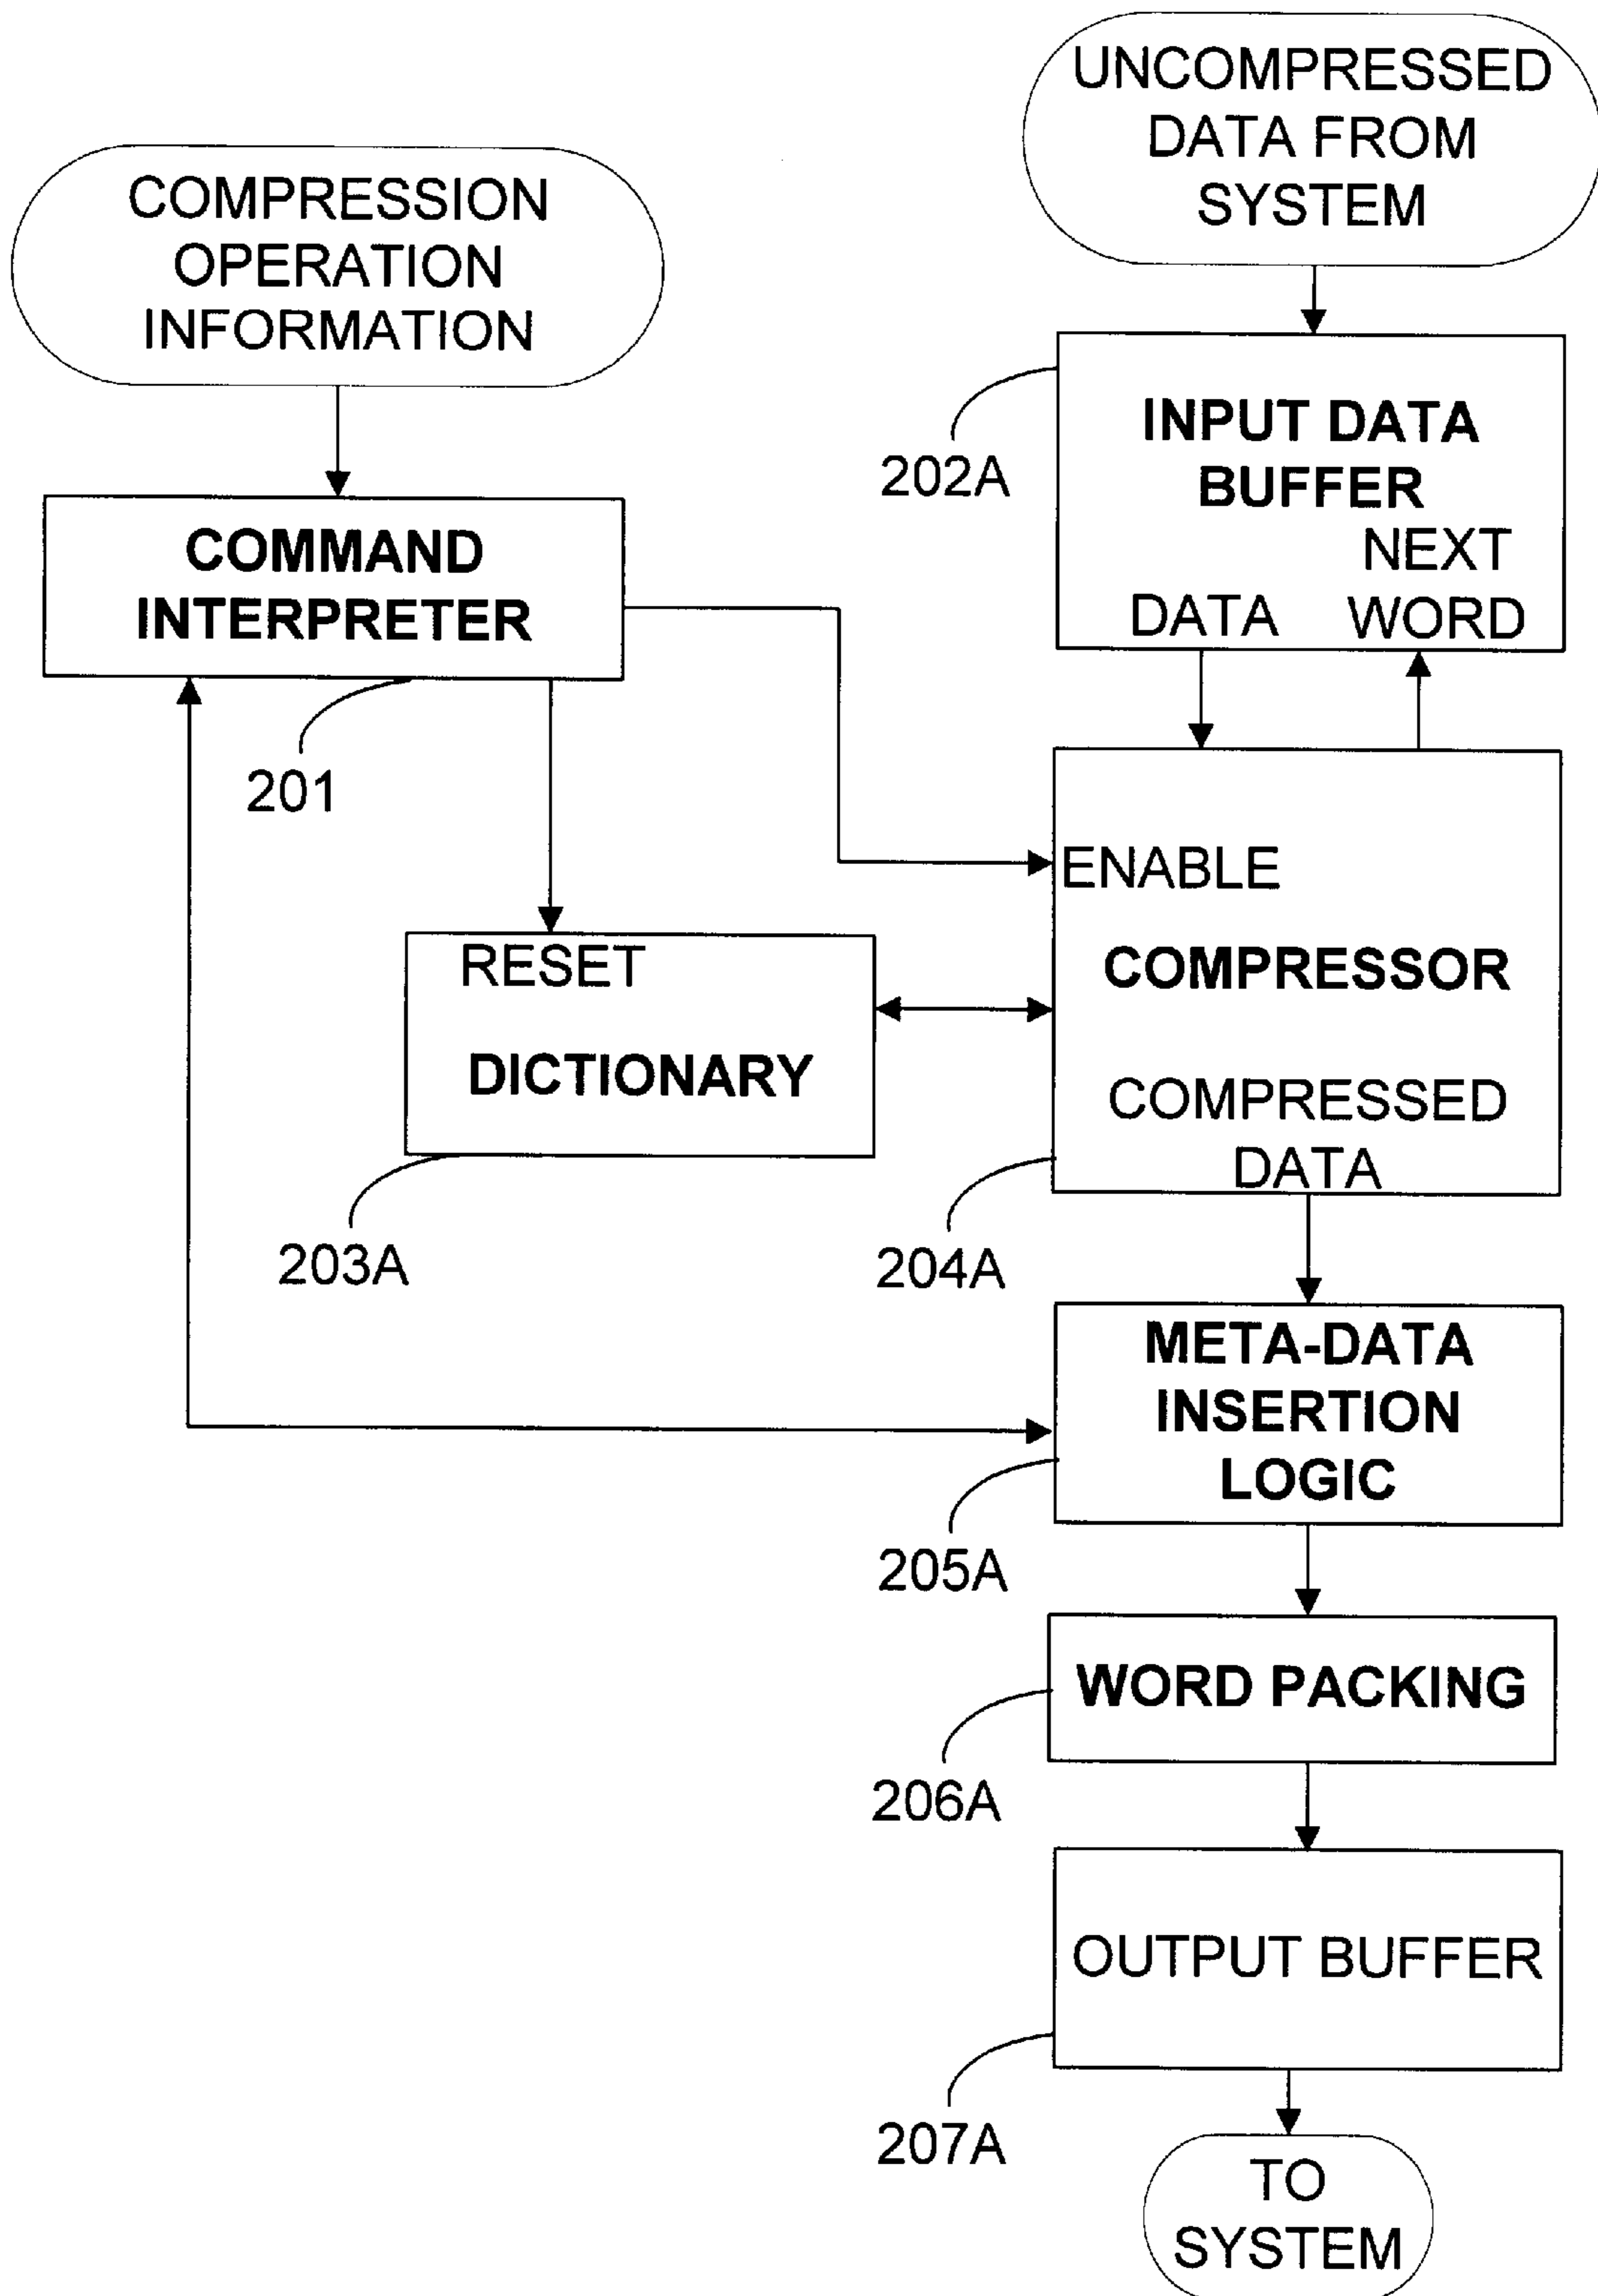 UNCOMPRESSED
DATA FROM
SYSTEM
COMPRESSION
OPERATION
INFORMATION
INPUT DATA
BUFFER
202A
NEXT
DATA WORD
COMMAND
INTERPRETER
201
ENABLE
COMPRESSOR
COMPRESSED
DATA
204A
RESET
DICTIONARY
203A
META-DATA
INSERTION
LOGIC
205A
WORD PACKING
206A
OUTPUT BUFFER
207A
TO
SYSTEM